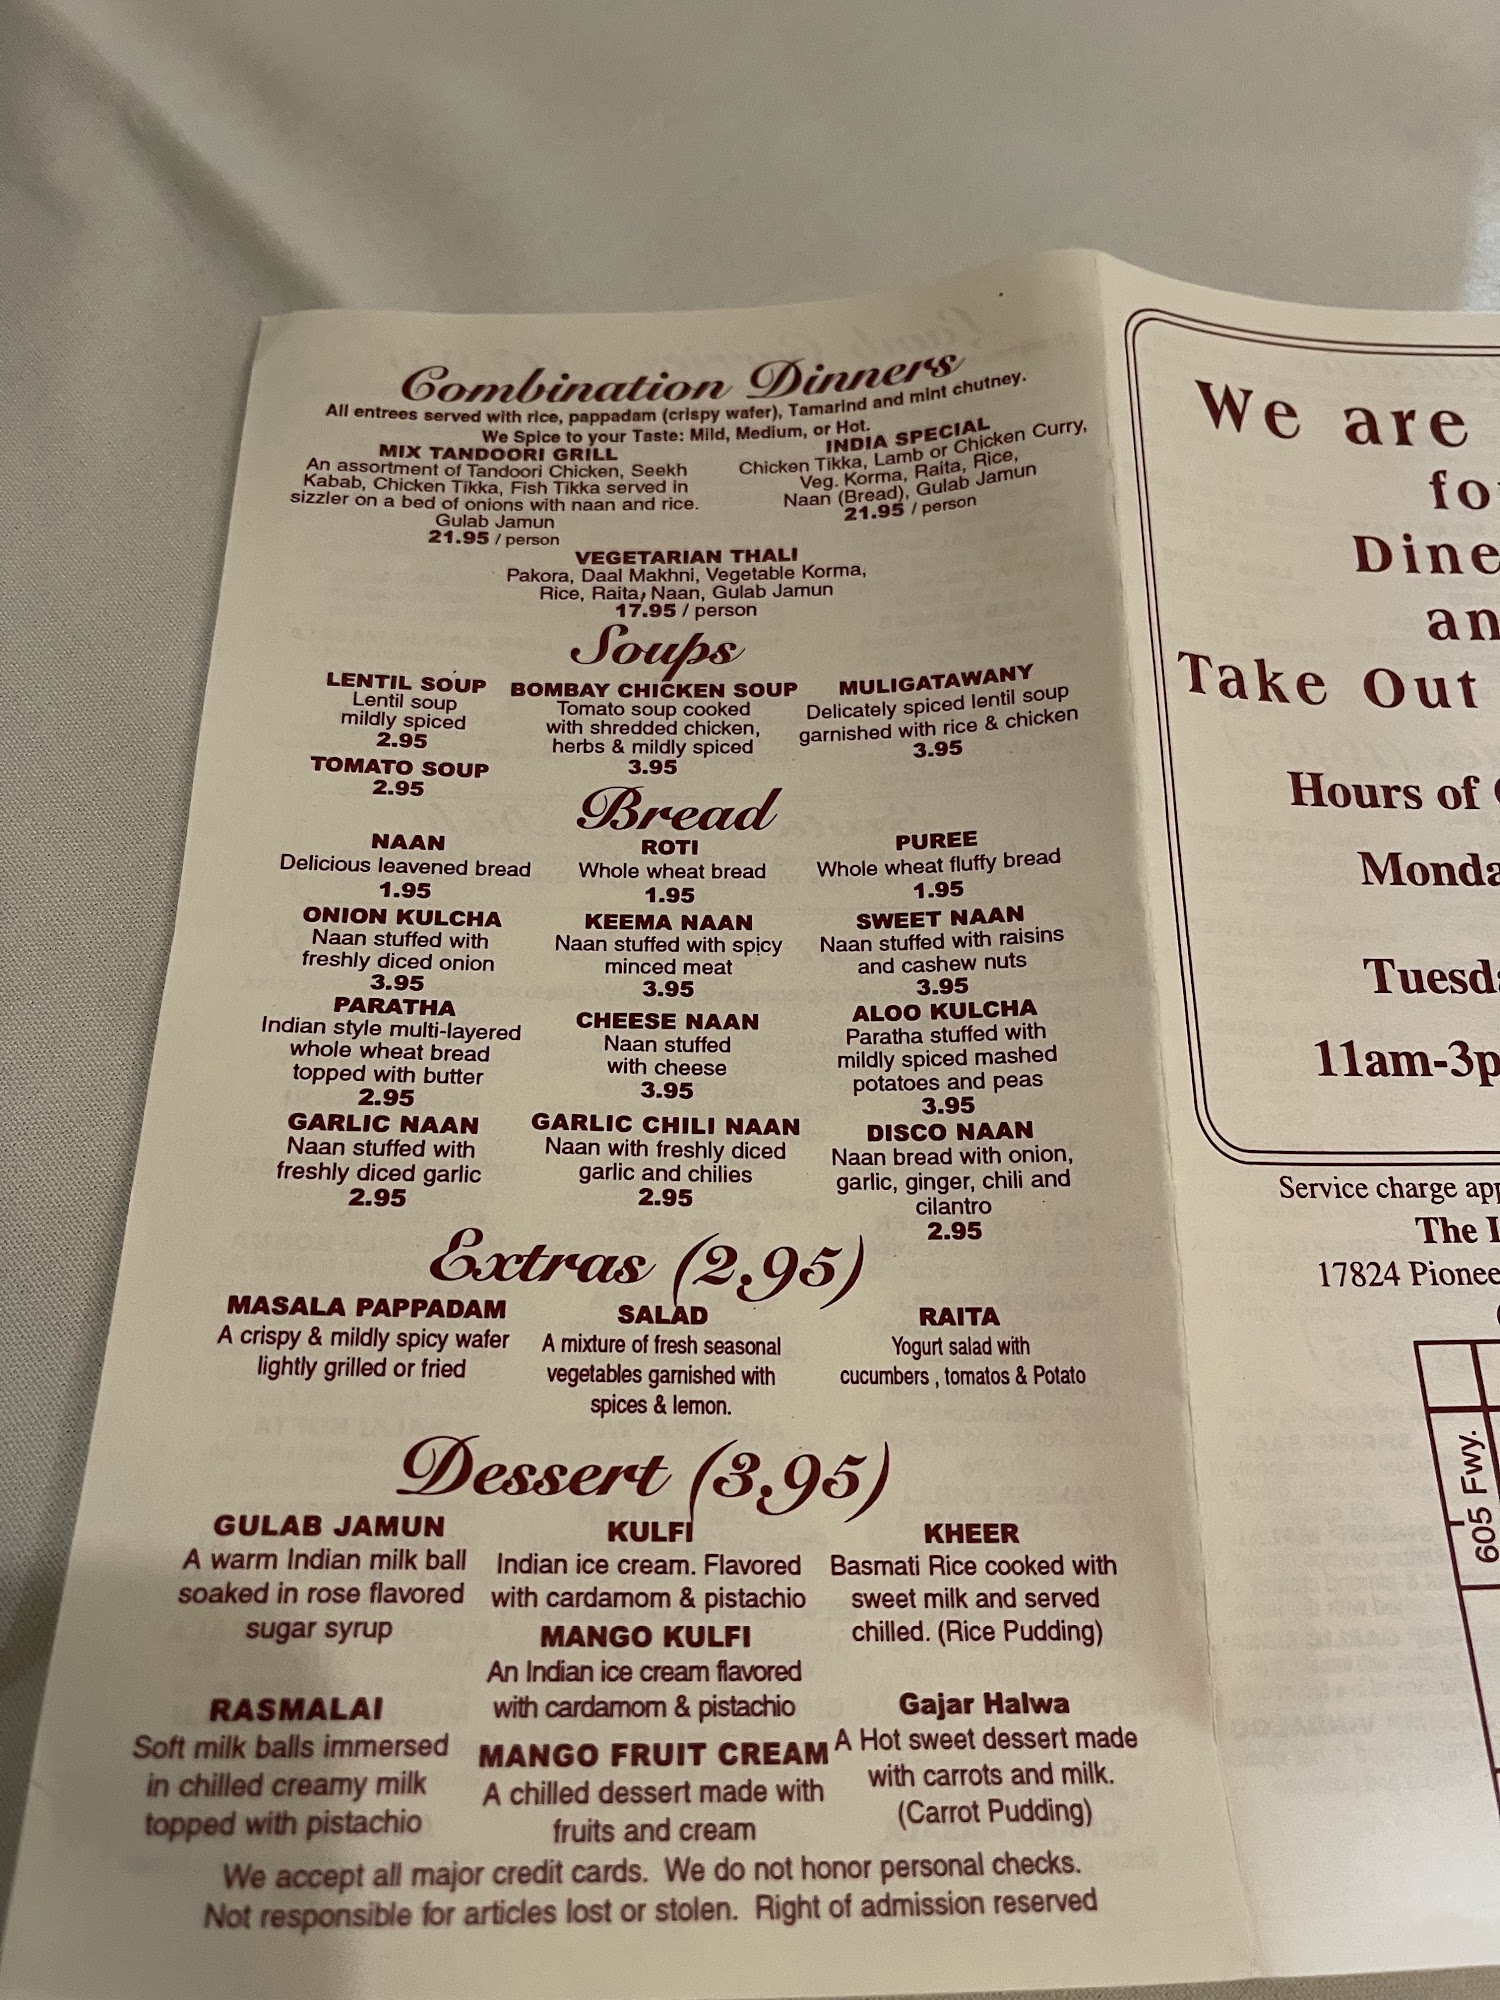 Combination Dinners
All entrees served with rice, pappadam (crispy wafer), Tamarind and mint chutney.
We Spice to your Taste: Mild, Medium, or Hot.
MIX TANDOORI GRILL
An assortment of Tandoori Chicken, Seekh
Kabab, Chicken Tikka, Fish Tikka served in
sizzler on a bed of onions with naan and rice.
Gulab Jamun
21.95 / person
INDIA SPECIAL
Chicken Tikka, Lamb or Chicken Curry,
Veg. Korma, Raita, Rice,
Naan (Bread), Gulab Jamun
21.95 / person
VEGETARIAN THALI
Pakora, Daal Makhni, Vegetable Korma,
Rice, Raita, Naan, Gulab Jamun
17.95 / person
Soups
LENTIL SOUP
Lentil soup
mildly spiced
2.95
TOMATO SOUP
2.95
BOMBAY CHICKEN SOUP
Tomato soup cooked
with shredded chicken,
herbs & mildly spiced
3.95
MULIGATAWANY
Delicately spiced lentil soup
garnished with rice & chicken
3.95
Bread
NAAN
Delicious leavened bread
1.95
ROTI
Whole wheat bread
1.95
PUREE
Whole wheat fluffy bread
1.95
ONION KULCHA
Naan stuffed with
freshly diced onion
3.95
KEEMA NAAN
Naan stuffed with spicy
minced meat
3.95
SWEET NAAN
Naan stuffed with raisins
and cashew nuts
3.95
PARATHA
Indian style multi-layered
whole wheat bread
topped with butter
2.95
CHEESE NAAN
Naan stuffed
with cheese
3.95
ALOO KULCHA
Paratha stuffed with
mildly spiced mashed
potatoes and peas
3.95
GARLIC NAAN
Naan stuffed with
freshly diced garlic
2.95
GARLIC CHILI NAAN
Naan with freshly diced
garlic and chilies
2.95
DISCO NAAN
Naan bread with onion,
garlic, ginger, chili and
cilantro
2.95
Extras (2.95)
MASALA PAPPADAM
A crispy & mildly spicy wafer
lightly grilled or fried
SALAD
A mixture of fresh seasonal
vegetables garnished with
spices & lemon.
RAITA
Yogurt salad with
cucumbers , tomatos & Potato
Dessert (3.95)
GULAB JAMUN
A warm Indian milk ball
soaked in rose flavored
sugar syrup
KULFI
Indian ice cream. Flavored
with cardamom & pistachio
KHEER
Basmati Rice cooked with
sweet milk and served
chilled. (Rice Pudding)
MANGO KULFI
An Indian ice cream flavored
with cardamom & pistachio
RASMALAI
Soft milk balls immersed
in chilled creamy milk
topped with pistachio
MANGO FRUIT CREAM
A chilled dessert made with
fruits and cream
Gajar Halwa
A Hot sweet dessert made
with carrots and milk.
(Carrot Pudding)
We accept all major credit cards. We do not honor personal checks.
Not responsible for articles lost or stolen. Right of admission reserved
We are
fo
Dine
an
Take Out
Hours of
Monda
Tuesda
11am-3p
Service charge app
The I
17824 Pionee
605 Fwy.